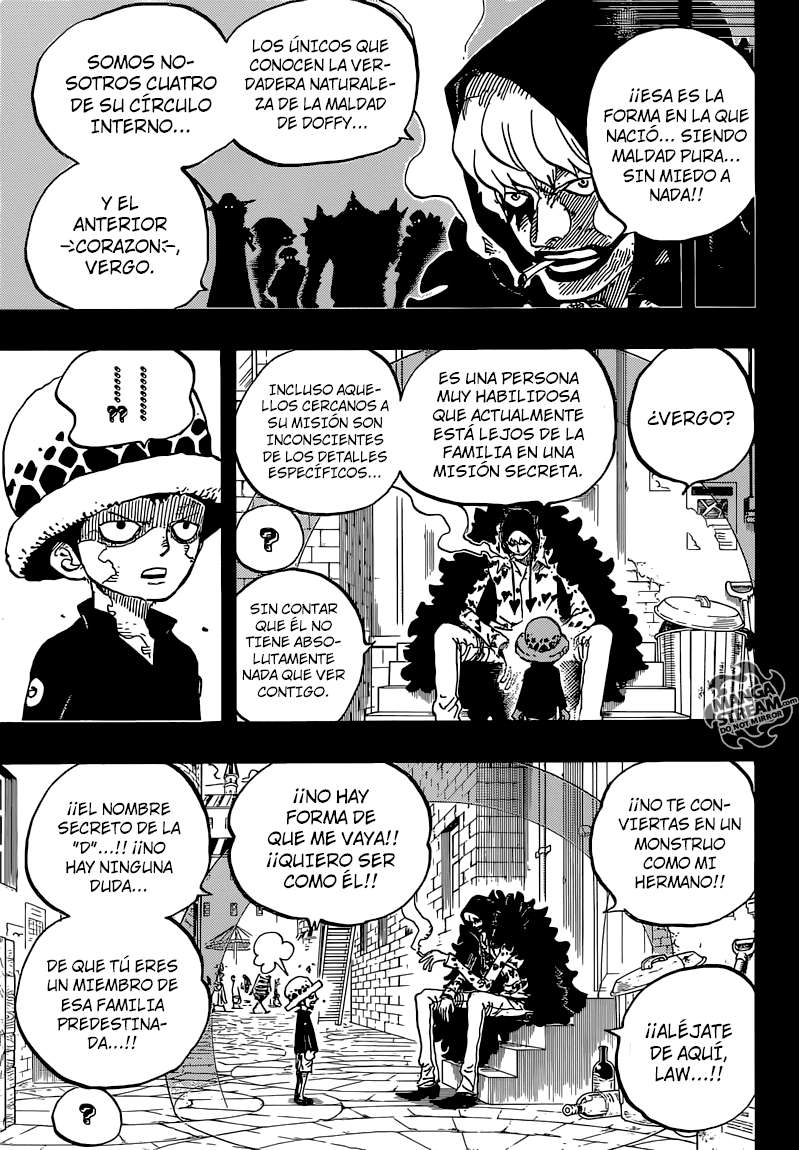 ¡¡ESA ES LA
FORMA EN LA QUE
NACIÓ... SIENDO
MALDAD PURA...
SIN MIEDO A
NADA!!
LOS ÚNICOS QUE
CONOCEN LA VER-
DADERA NATURALE-
ZA DE LA MALDAD
DE DOFFY...
SOMOS NO-
SOTROS CUATRO
DE SU CÍRCULO
INTERNO...
Y EL
ANTERIOR
-CORAZON-,
VERGO.
¿VERGO?
ES UNA PERSONA
MUY HABILIDOSA
QUE ACTUALMENTE
ESTÁ LEJOS DE LA
FAMILIA EN UNA
MISIÓN SECRETA.
INCLUSO AQUE-
LLOS CERCANOS A
SU MISIÓN SON
INCONSCIENTES
DE LOS DETALLES
ESPECÍFICOS...
?
SIN CONTAR
QUE ÉL NO
TIENE ABSO-
LUTAMENTE
NADA QUE VER
CONTIGO.
......!!
......??
MANGA
STREAM.com
DO NOT MIRROR
¡¡NO TE CON-
VIERTAS EN UN
MONSTRUO
COMO MI
HERMANO!!
¡¡ALÉJATE
DE AQUÍ,
LAW...!!
¡¡NO HAY
FORMA DE
QUE ME VAYA!!
¡¡QUIERO SER
COMO ÉL!!
¡¡EL NOMBRE
SECRETO DE LA
"D"...!! ¡¡NO
HAY NINGUNA
DUDA...
DE QUE TÚ ERES
UN MIEMBRO DE
ESA FAMILIA
PREDESTINA-
DA...!!
?